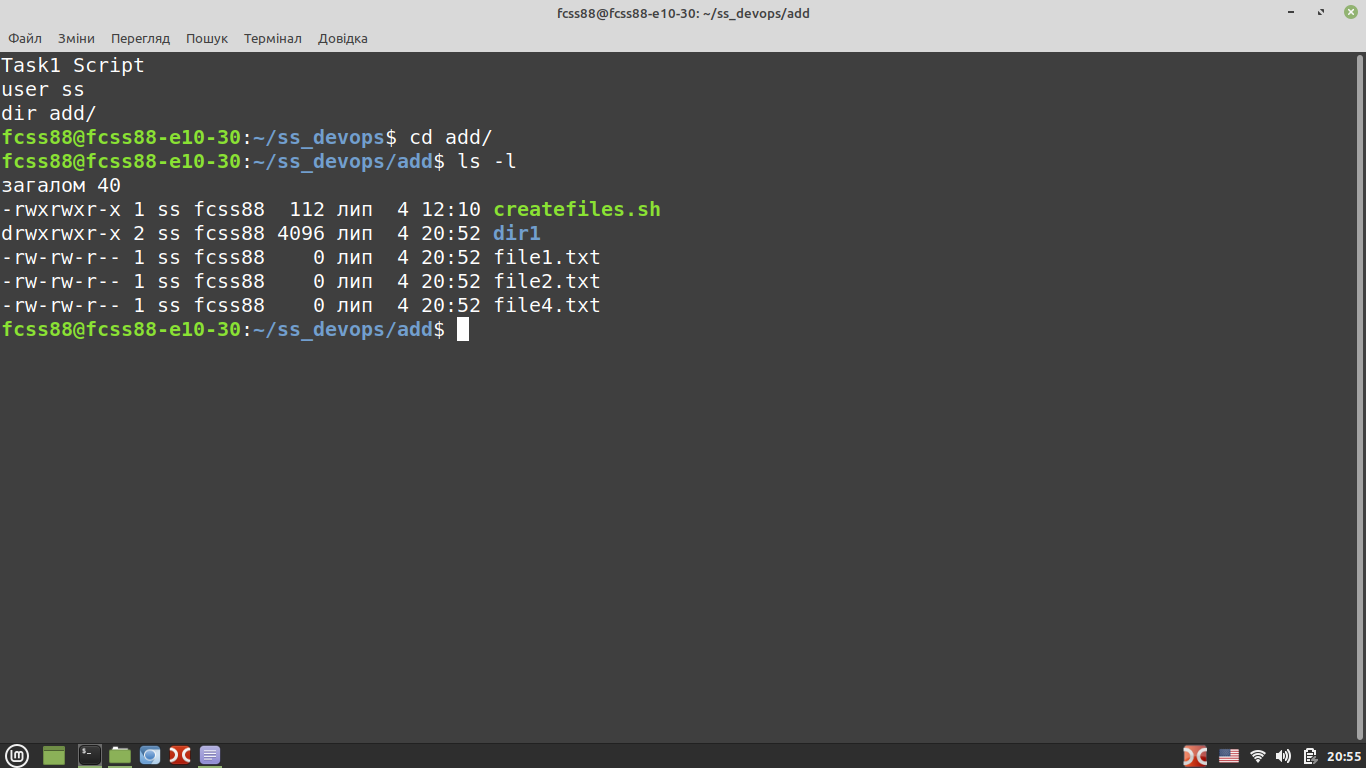 fcss88@fcss88-e10-30: ~/ss_devops/add
Файл Зміни Перегляд Пошук Термінал Довідка
Task1 Script
user ss
dir add/
fcss88@fcss88-e10-30:~/ss_devops$ cd add/
fcss88@fcss88-e10-30:~/ss_devops/add$ ls -l
загалом 40
-rwxrwxr-x 1 ss fcss88  112 лип  4 12:10 createfiles.sh
drwxrwxr-x 2 ss fcss88 4096 лип  4 20:52 dir1
-rw-rw-r-- 1 ss fcss88    0 лип  4 20:52 file1.txt
-rw-rw-r-- 1 ss fcss88    0 лип  4 20:52 file2.txt
-rw-rw-r-- 1 ss fcss88    0 лип  4 20:52 file4.txt
fcss88@fcss88-e10-30:~/ss_devops/add$
20:55